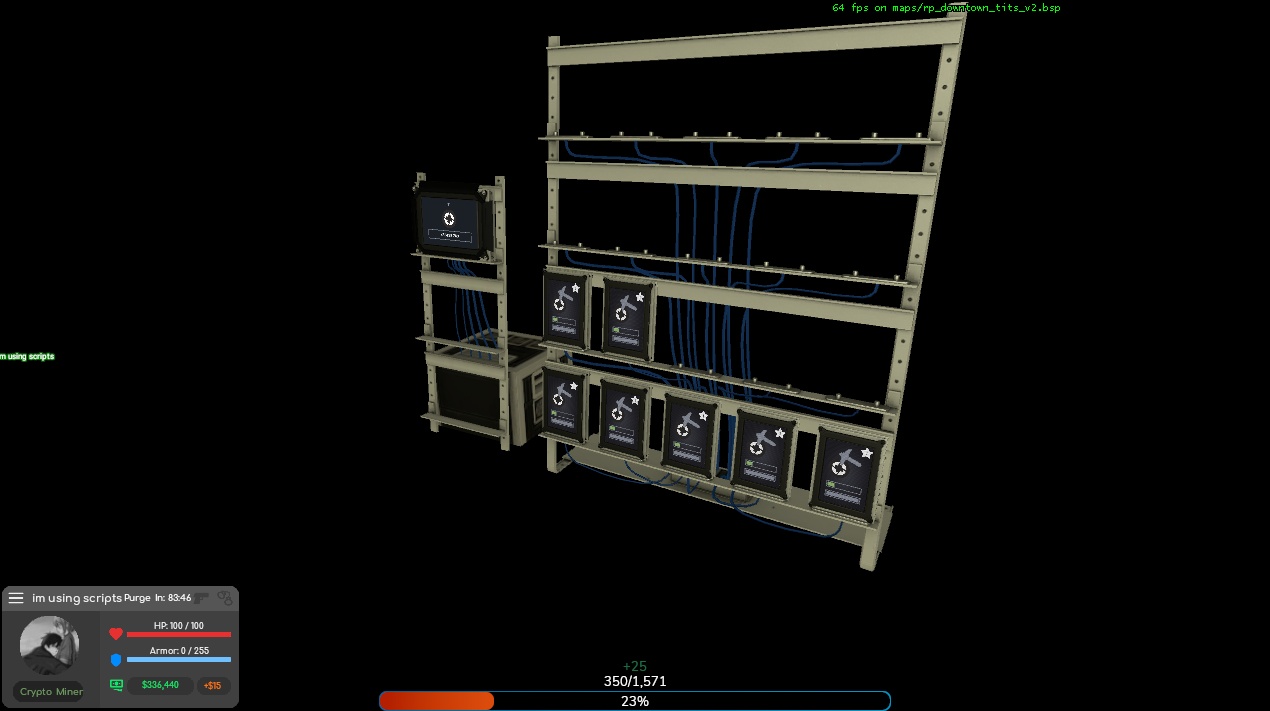 64 fps on maps/rp_downtown_tits_v2.bsp
m using scripts
im using scripts Purge In: 83:46
HP: 100 / 100
Armor: 0 / 255
Crypto Miner
$336,440
+$15
+25
350/1,571
23%